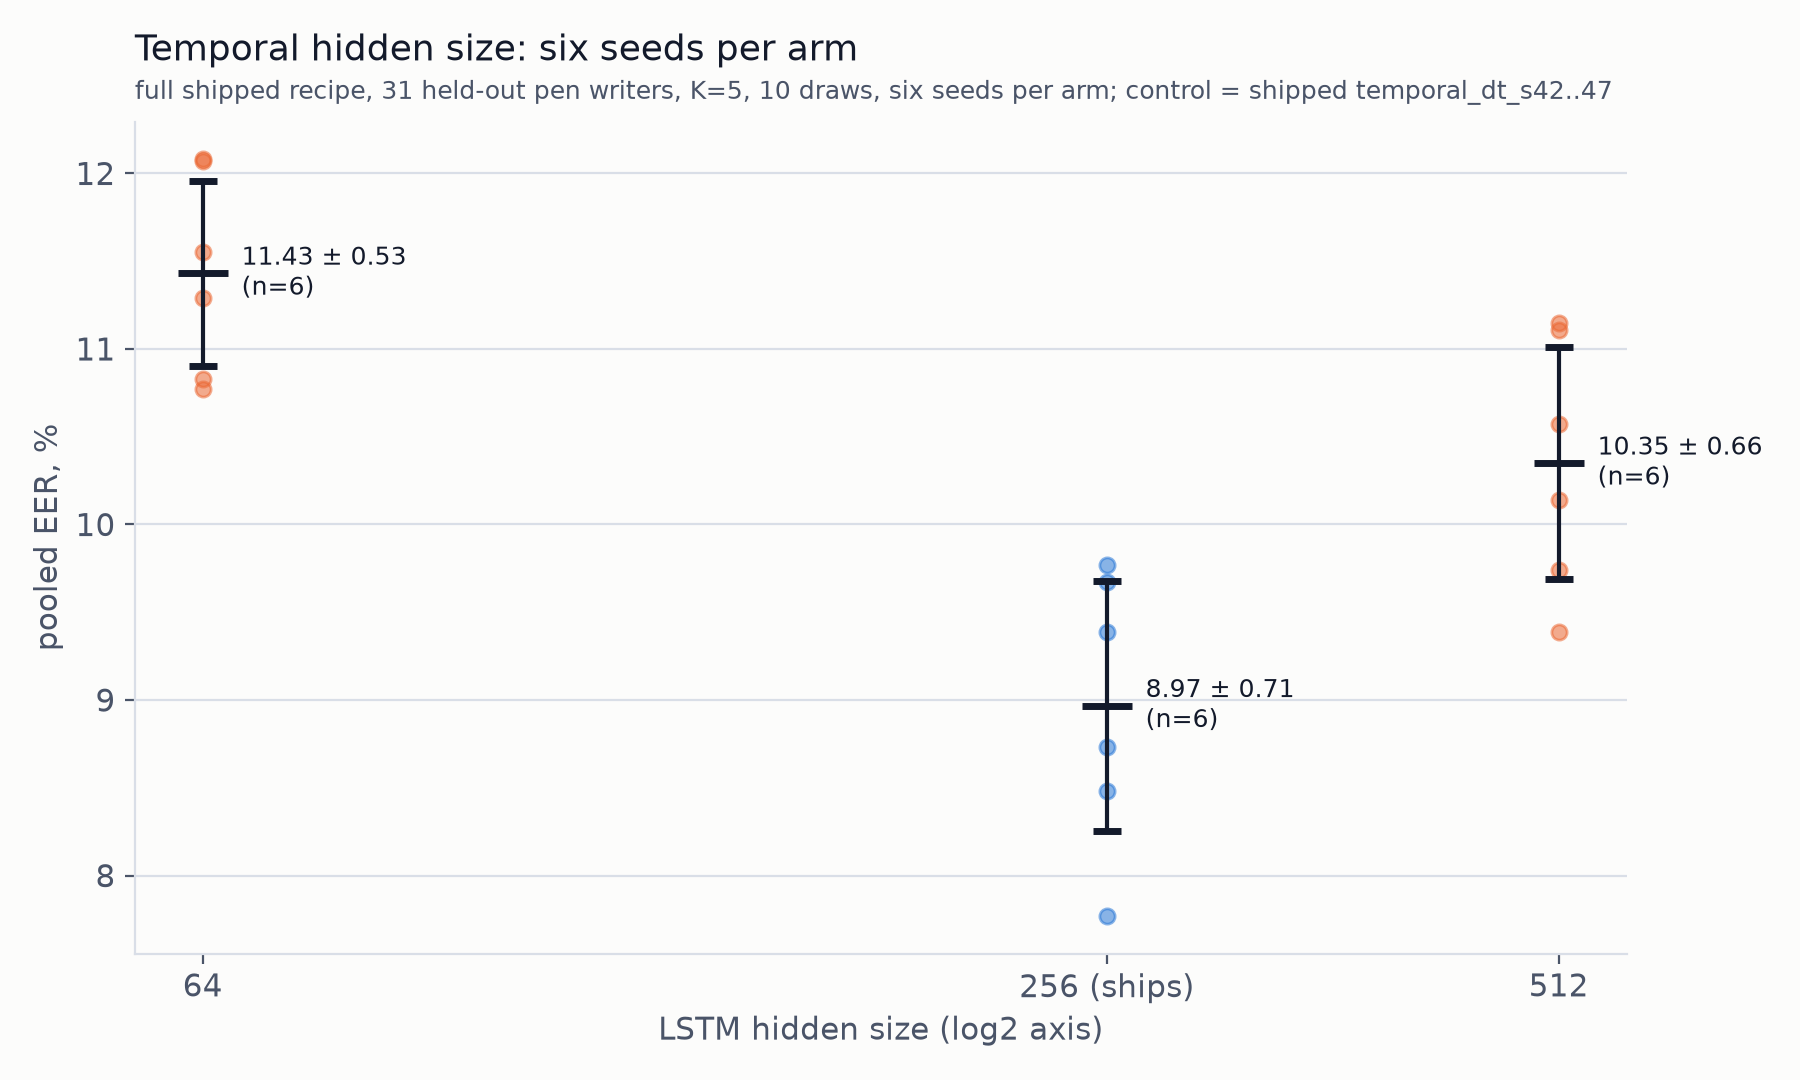 Temporal hidden size: six seeds per arm
full shipped recipe, 31 held-out pen writers, K=5, 10 draws, six seeds per arm; control = shipped temporal_dt_s42..47
12
11
10
9
8
pooled EER, %
11.43 ± 0.53
(n=6)
8.97 ± 0.71
(n=6)
10.35 ± 0.66
(n=6)
64
256 (ships)
512
LSTM hidden size (log2 axis)